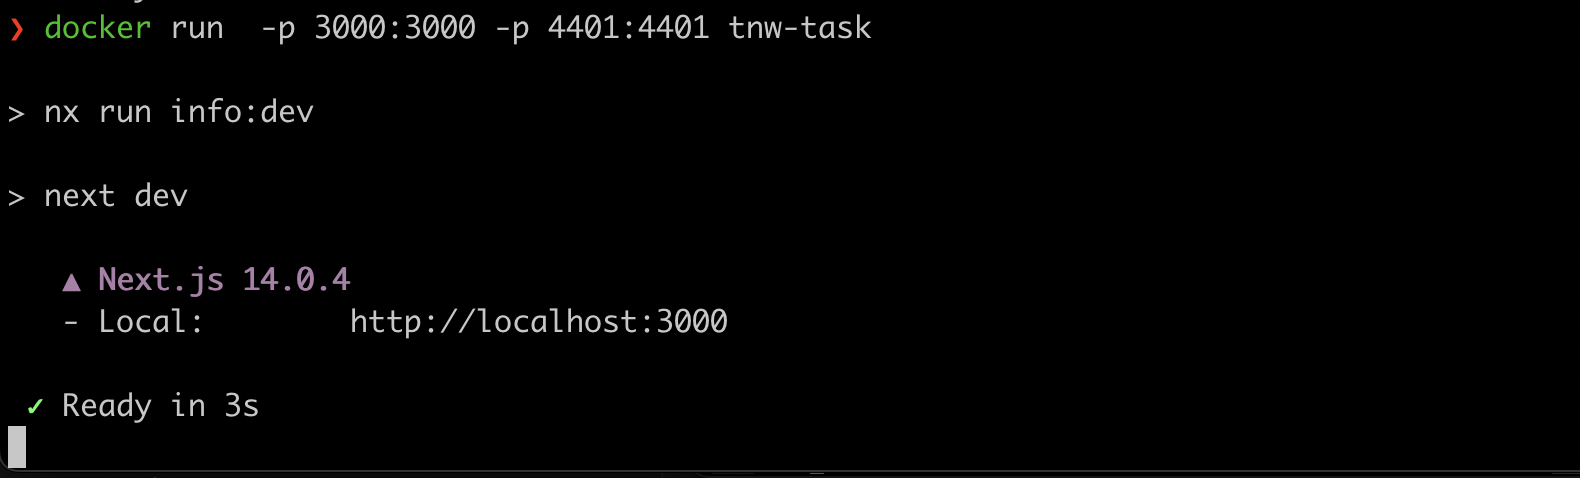 ❯ docker run  -p 3000:3000 -p 4401:4401 tnw-task
> nx run info:dev
> next dev
▲ Next.js 14.0.4
- Local:        http://localhost:3000
✓ Ready in 3s